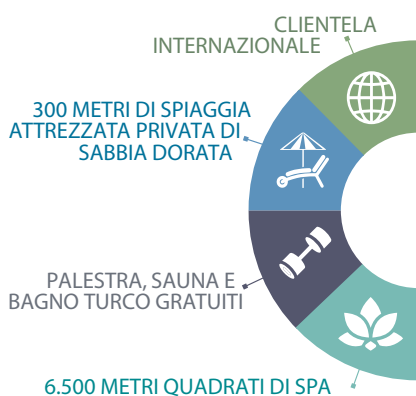 CLIENTELA
INTERNAZIONALE
300 METRI DI SPIAGGIA
ATTREZZATA PRIVATA DI
SABBIA DORATA
PALESTRA, SAUNA E
BAGNO TURCO GRATUITI
6.500 METRI QUADRATI DI SPA